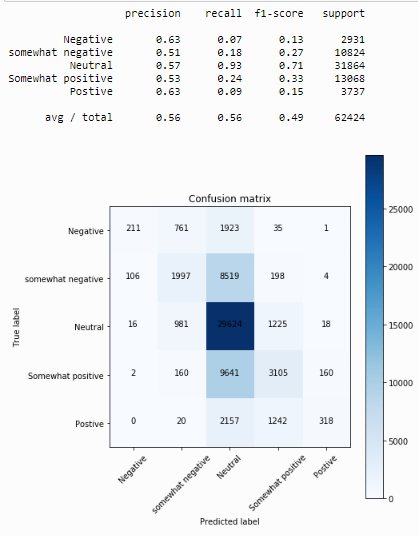 precision recall f1-score support
Negative 0.63 0.07 0.13 2931
somewhat negative 0.51 0.18 0.27 10824
Neutral 0.57 0.93 0.71 31864
Somewhat positive 0.53 0.24 0.33 13068
Postive 0.63 0.09 0.15 3737
avg / total 0.56 0.56 0.49 62424
Confusion matrix
Negative 211 761 1923 35 1
somewhat negative 106 1997 8519 198 4
Neutral 16 981 29624 1225 18
Somewhat positive 2 160 9641 3105 160
Postive 0 20 2157 1242 318
True label
Negative
somewhat negative
Neutral
Somewhat positive
Postive
Predicted label
25000
20000
15000
10000
5000
0